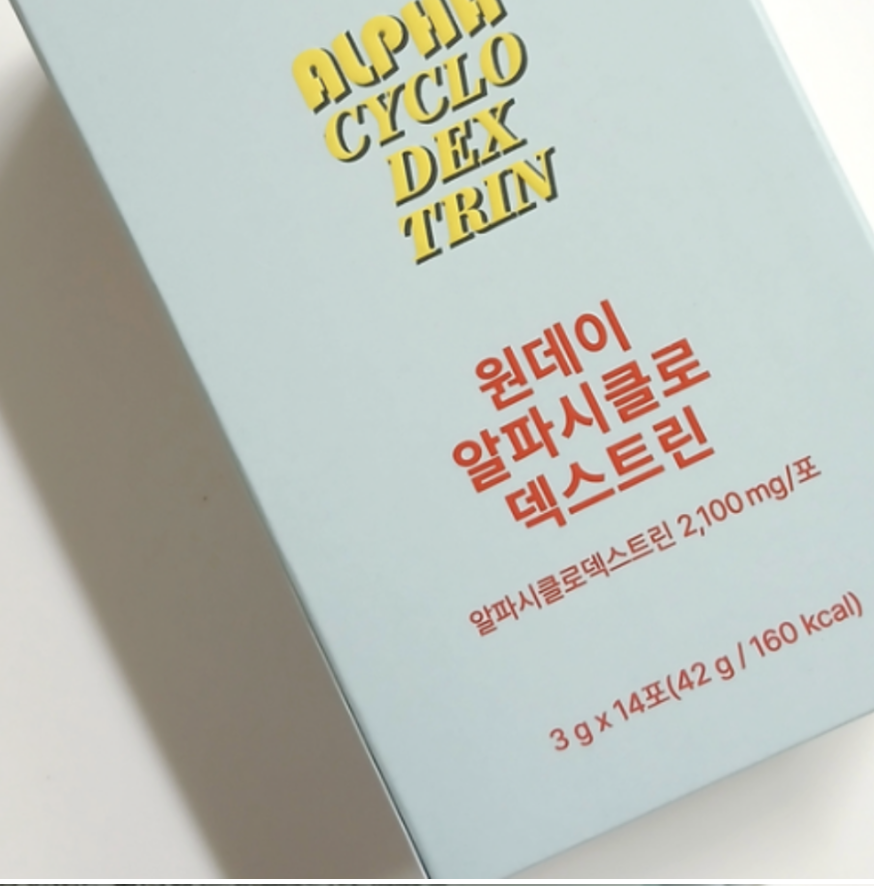 ALPHA
CYCLO
DEX
TRIN
원데이
알파시클로
덱스트린
알파시클로덱스트린 2,100 mg/포
3 g x 14포(42 g / 160 kcal)